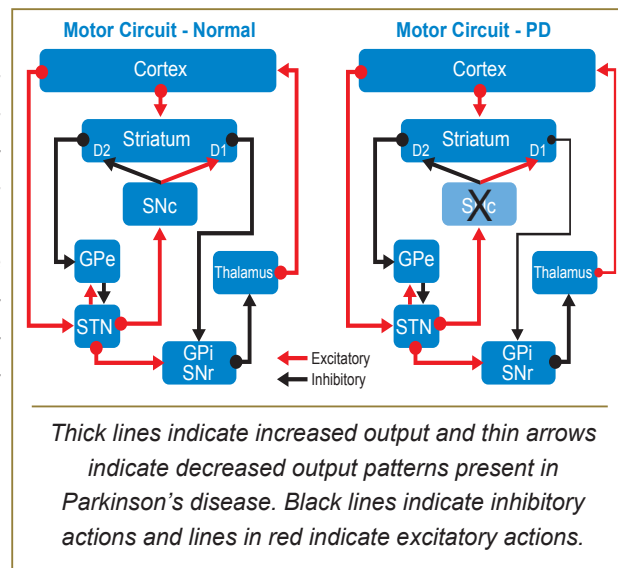 Motor Circuit - Normal
Cortex
Striatum
D2
D1
SNc
GPe
Thalamus
STN
GPi
SNr
Motor Circuit - PD
Cortex
Striatum
D2
D1
SNc
GPe
Thalamus
STN
GPi
SNr
Excitatory
Inhibitory
Thick lines indicate increased output and thin arrows
indicate decreased output patterns present in
Parkinson's disease. Black lines indicate inhibitory
actions and lines in red indicate excitatory actions.